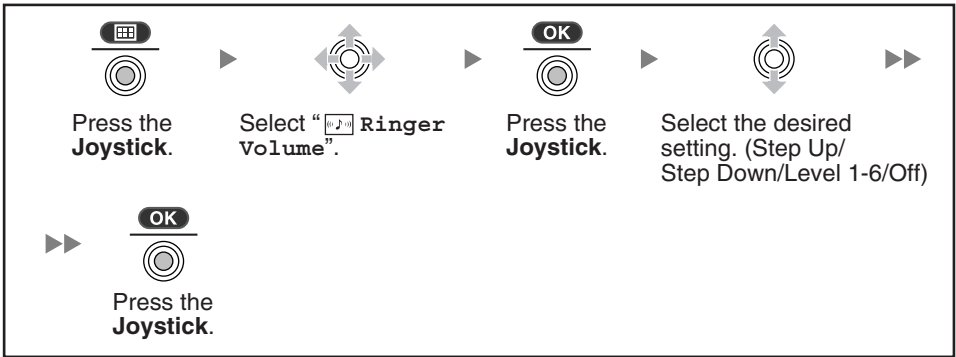 OK
OK
Press the
Joystick.
Select " Ringer
Volume".
Press the
Joystick.
Select the desired
setting. (Step Up/
Step Down/Level 1-6/Off)
Press the
Joystick.